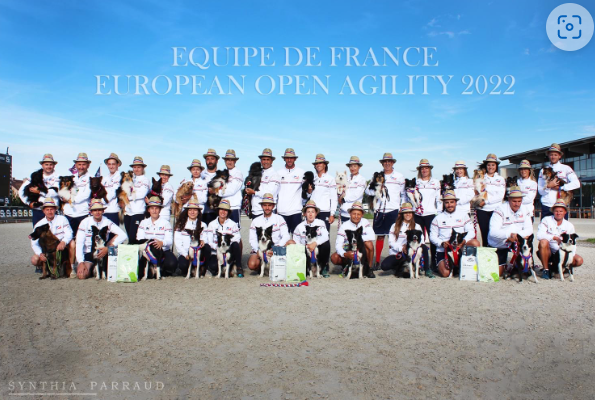 EQUIPE DE FRANCE
EUROPEAN OPEN AGILITY 2022
SYNTHIA PARRAUD